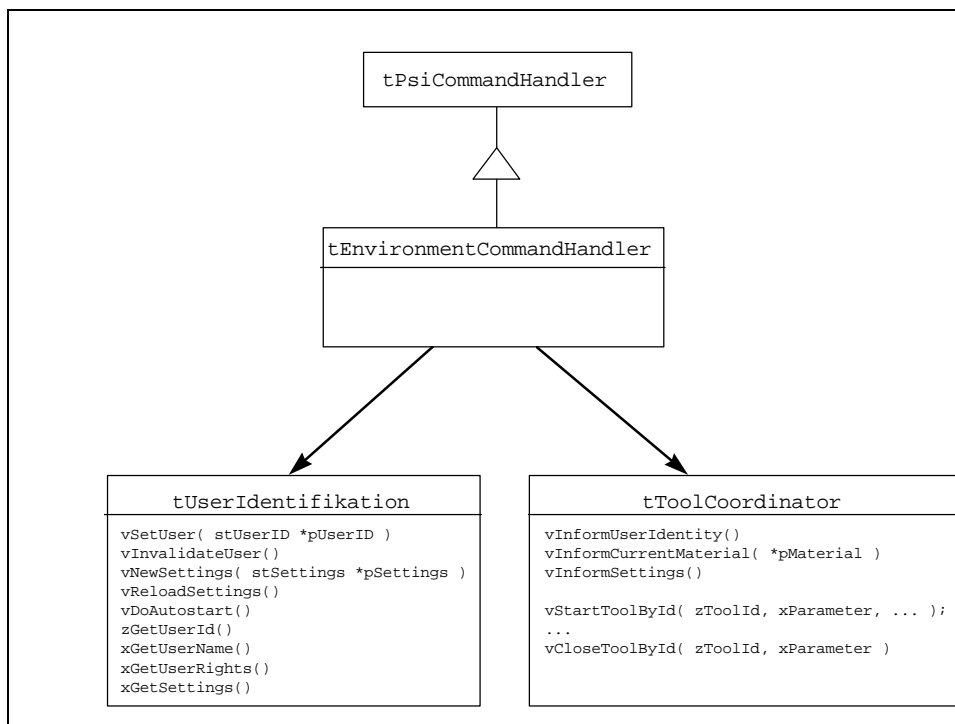 tPsiCommandHandler
tEnvironmentCommandHandler
tUserIdentifikation
vSetUser( stUserID *pUserID )
vInvalidateUser()
vNewSettings( stSettings *pSettings )
vReloadSettings()
vDoAutostart()
zGetUserId()
xGetUserName()
xGetUserRights()
xGetSettings()
tToolCoordinator
vInformUserIdentity()
vInformCurrentMaterial( *pMaterial )
vInformSettings()
vStartToolById( zToolId, xParameter, ... );
...
vCloseToolById( zToolId, xParameter )